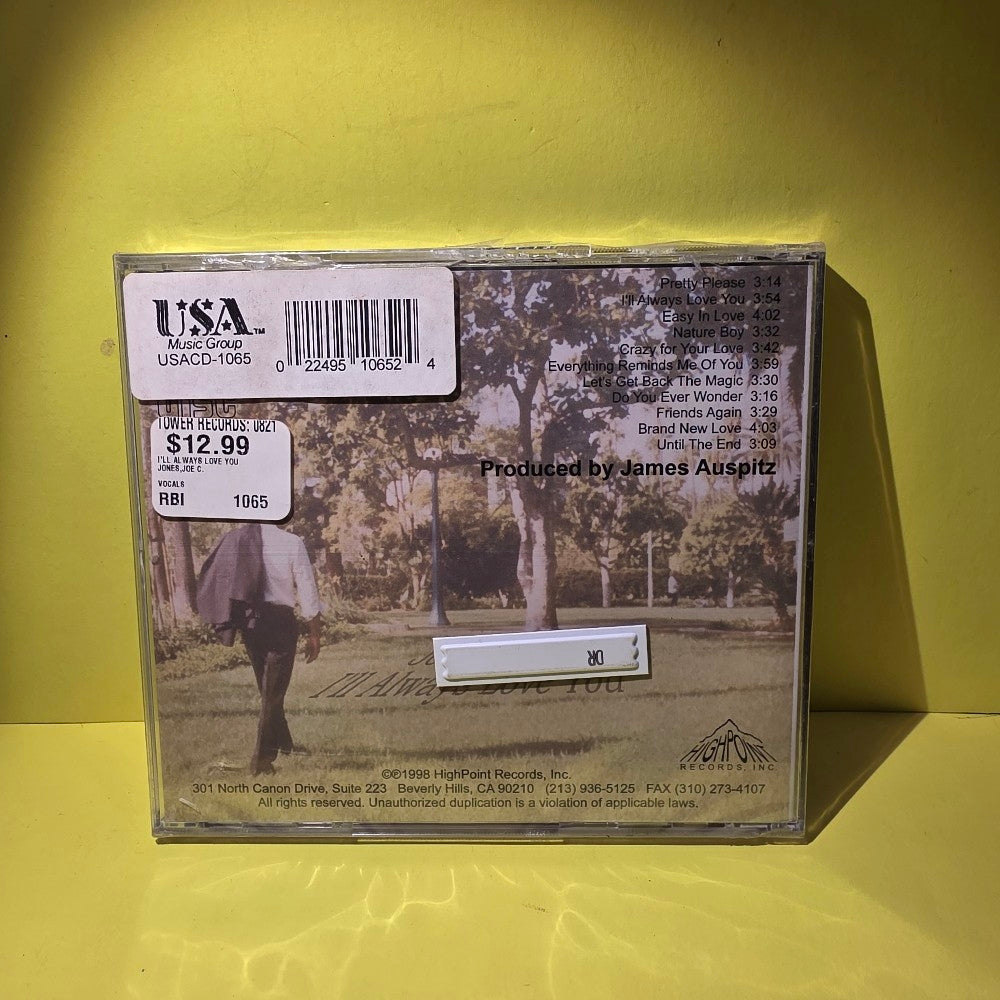 USA™
Music Group
USACD-1065
0 22495 10652 4
disc
TOWER RECORDS: 0821
$12.99
I'LL ALWAYS LOVE YOU
JONES,JOE C.
VOCALS
RBI 1065
Pretty Please 3:14
I'll Always Love You 3:54
Easy In Love 4:02
Nature Boy 3:32
Crazy for Your Love 3:42
Everything Reminds Me Of You 3:59
Let's Get Back The Magic 3:30
Do You Ever Wonder 3:16
Friends Again 3:29
Brand New Love 4:03
Until The End 3:09
Produced by James Auspitz
DR
I'll Always Love You
HIGHPOINT
RECORDS, INC.
©℗1998 HighPoint Records, Inc.
301 North Canon Drive, Suite 223 Beverly Hills, CA 90210 (213) 936-5125 FAX (310) 273-4107
All rights reserved. Unauthorized duplication is a violation of applicable laws.